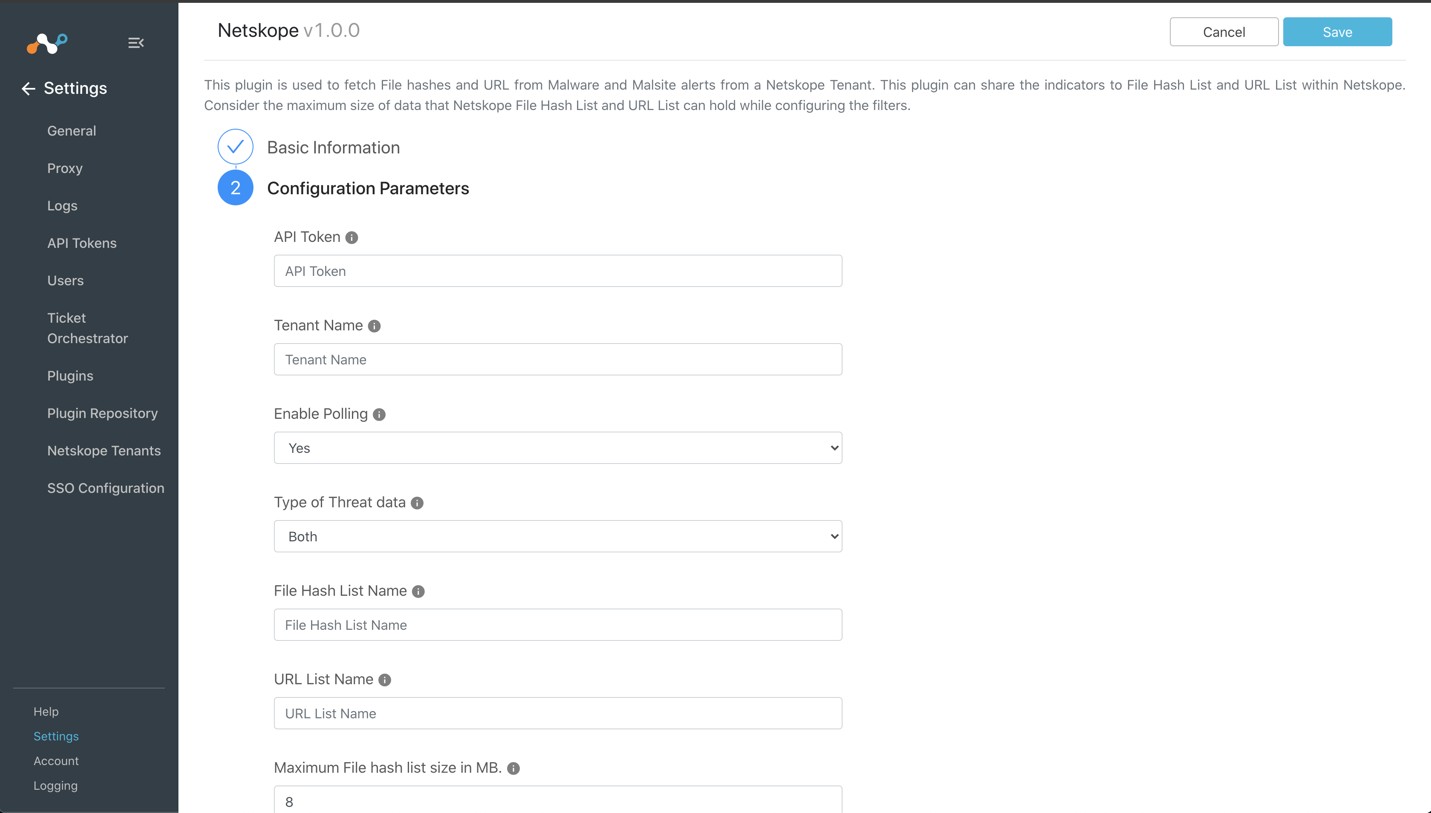 Settings
General
Proxy
Logs
API Tokens
Users
Ticket
Orchestrator
Plugins
Plugin Repository
Netskope Tenants
SSO Configuration
Help
Settings
Account
Logging
Netskope v1.0.0
Cancel
Save
This plugin is used to fetch File hashes and URL from Malware and Malsite alerts from a Netskope Tenant. This plugin can share the indicators to File Hash List and URL List within Netskope.
Consider the maximum size of data that Netskope File Hash List and URL List can hold while configuring the filters.
Basic Information
2 Configuration Parameters
API Token
API Token
Tenant Name
Tenant Name
Enable Polling
Yes
Type of Threat data
Both
File Hash List Name
File Hash List Name
URL List Name
URL List Name
Maximum File hash list size in MB.
8